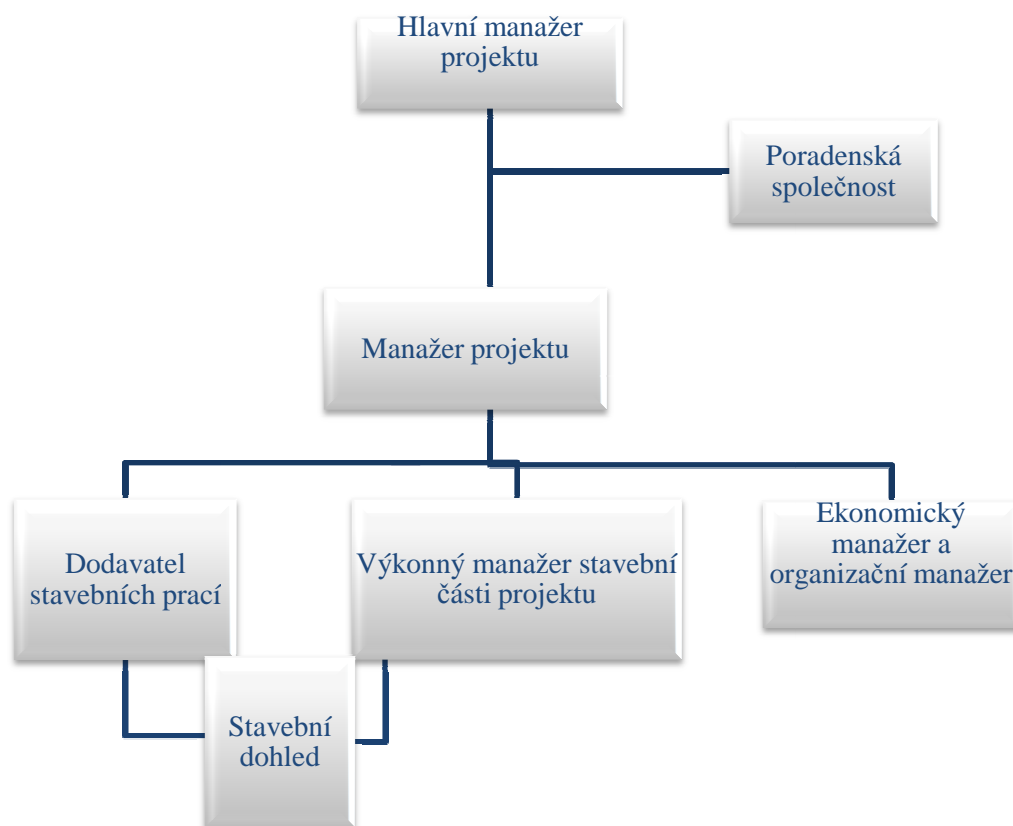 Hlavní manažer
projektu
Poradenská
společnost
Manažer projektu
Dodavatel
stavebních prací
Výkonný manažer stavební
části projektu
Ekonomický
manažer a
organizační manažer
Stavební
dohled